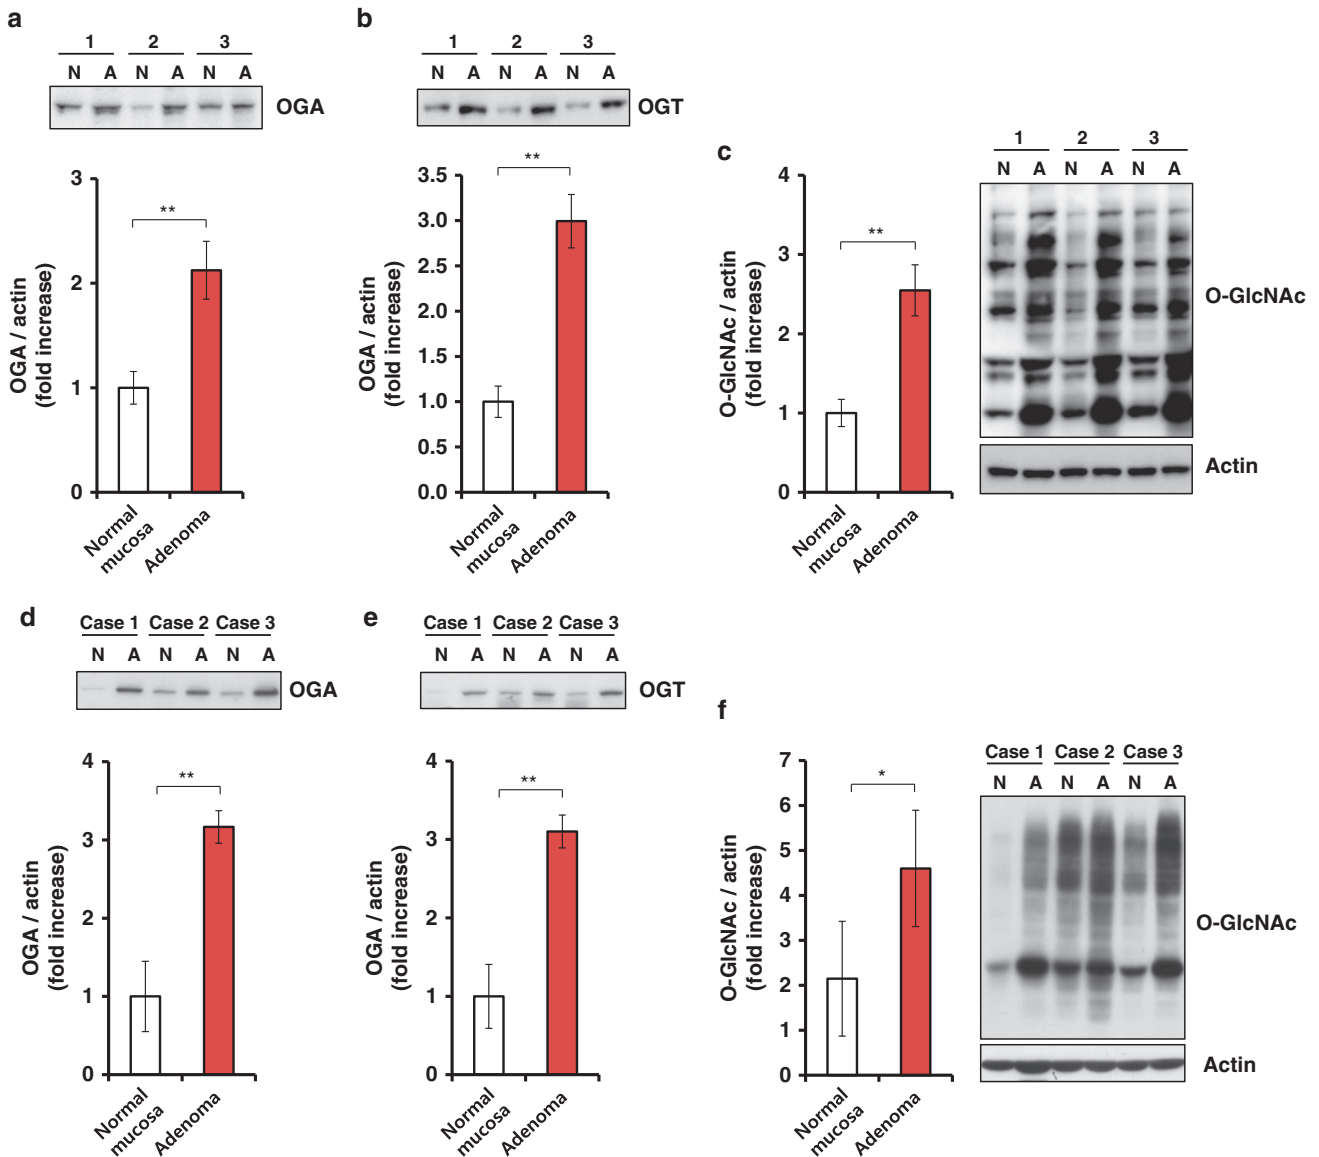 a
1 2 3
N A N A N A
OGA
3
2
1
0
OGA / actin
(fold increase)
**
Normal
mucosa
Adenoma
b
1 2 3
N A N A N A
OGT
3.5
3.0
2.5
2.0
1.5
1.0
0.5
0.0
OGA / actin
(fold increase)
**
Normal
mucosa
Adenoma
c
4
3
2
1
0
O-GlcNAc / actin
(fold increase)
**
Normal
mucosa
Adenoma
1 2 3
N A N A N A
O-GlcNAc
Actin
d
Case 1 Case 2 Case 3
N A N A N A
OGA
4
3
2
1
0
OGA / actin
(fold increase)
**
Normal
mucosa
Adenoma
e
Case 1 Case 2 Case 3
N A N A N A
OGT
4
3
2
1
0
OGA / actin
(fold increase)
**
Normal
mucosa
Adenoma
f
7
6
5
4
3
2
1
0
O-GlcNAc / actin
(fold increase)
*
Normal
mucosa
Adenoma
Case 1 Case 2 Case 3
N A N A N A
O-GlcNAc
Actin